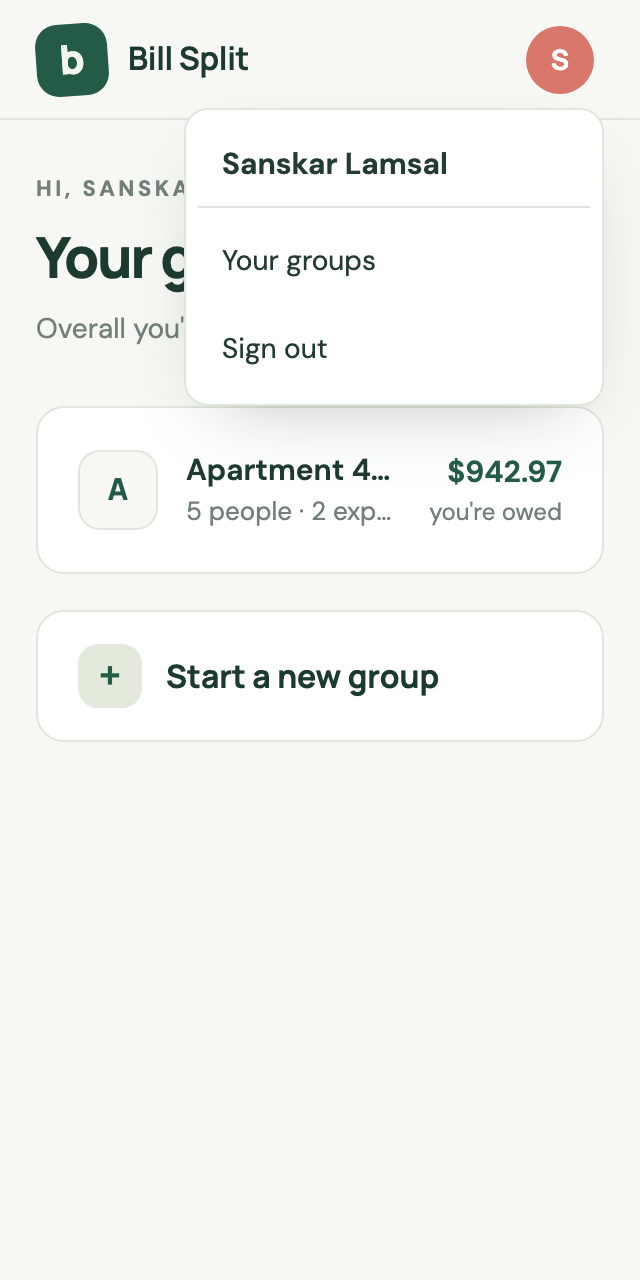 b Bill Split S
Sanskar Lamsal
HI, SANSKA
Your g
Your groups
Overall you'
Sign out
A Apartment 4... $942.97
5 people · 2 exp... you're owed
+ Start a new group